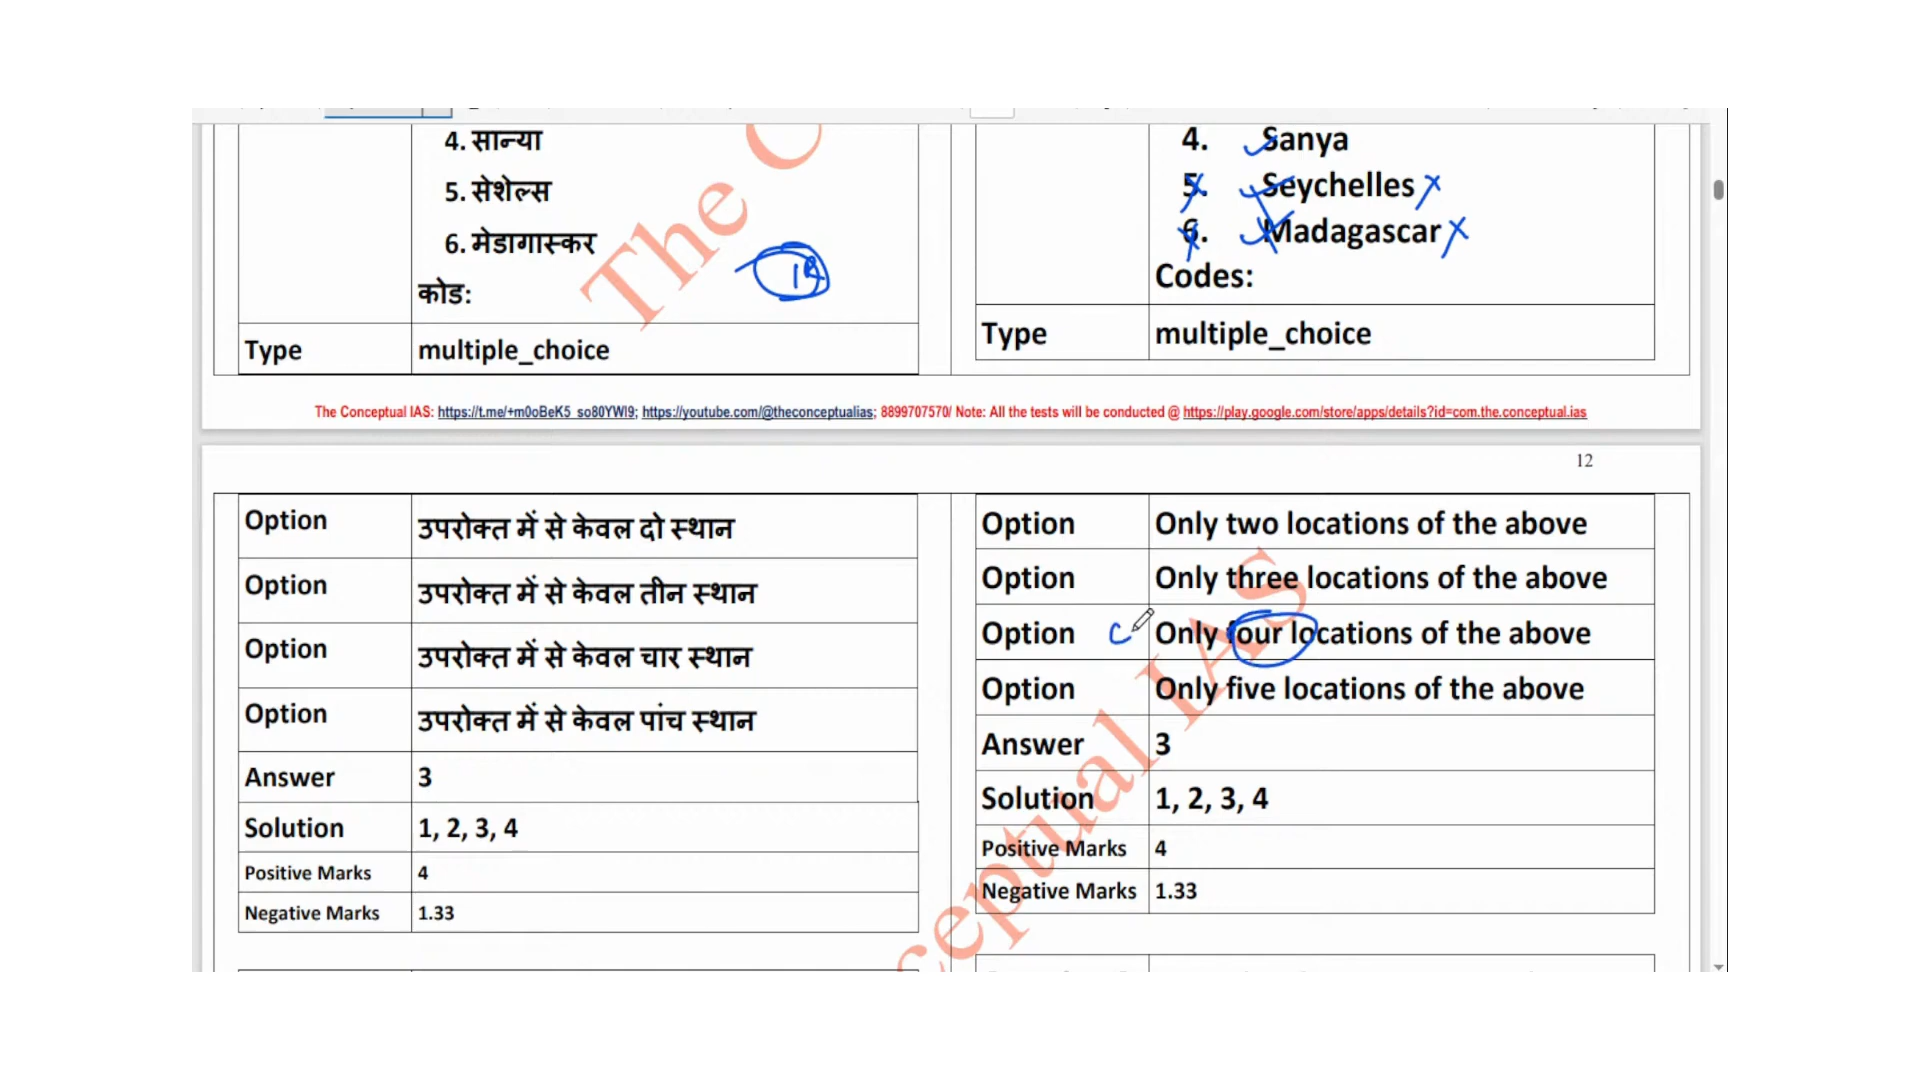 4. सान्या
5. सेशेल्स
6. मेडागास्कर
कोड:
Type multiple_choice
4. Sanya
5. Seychelles
6. Madagascar
Codes:
Type multiple_choice
The C
The Conceptual IAS: https://t.me/+m0oBeK5_so80YWl9; https://youtube.com/@theconceptualias; 8899707570/ Note: All the tests will be conducted @ https://play.google.com/store/apps/details?id=com.the.conceptual.ias
12
Option उपरोक्त में से केवल दो स्थान
Option उपरोक्त में से केवल तीन स्थान
Option उपरोक्त में से केवल चार स्थान
Option उपरोक्त में से केवल पांच स्थान
Answer 3
Solution 1, 2, 3, 4
Positive Marks 4
Negative Marks 1.33
Option Only two locations of the above
Option Only three locations of the above
Option C Only four locations of the above
Option Only five locations of the above
Answer 3
Solution 1, 2, 3, 4
Positive Marks 4
Negative Marks 1.33
ceptual IAS